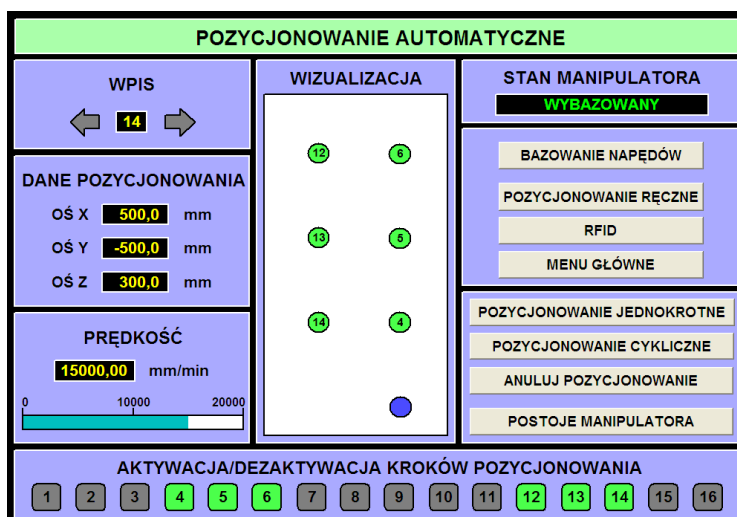 POZYCJONOWANIE AUTOMATYCZNE
WPIS
14
DANE POZYCJONOWANIA
OŚ X 500,0 mm
OŚ Y -500,0 mm
OŚ Z 300,0 mm
PRĘDKOŚĆ
15000,00 mm/min
0 10000 20000
WIZUALIZACJA
12 6
13 5
14 4
STAN MANIPULATORA
WYBAZOWANY
BAZOWANIE NAPĘDÓW
POZYCJONOWANIE RĘCZNE
RFID
MENU GŁÓWNE
POZYCJONOWANIE JEDNOKROTNE
POZYCJONOWANIE CYKLICZNE
ANULUJ POZYCJONOWANIE
POSTOJE MANIPULATORA
AKTYWACJA/DEZAKTYWACJA KROKÓW POZYCJONOWANIA
1 2 3 4 5 6 7 8 9 10 11 12 13 14 15 16